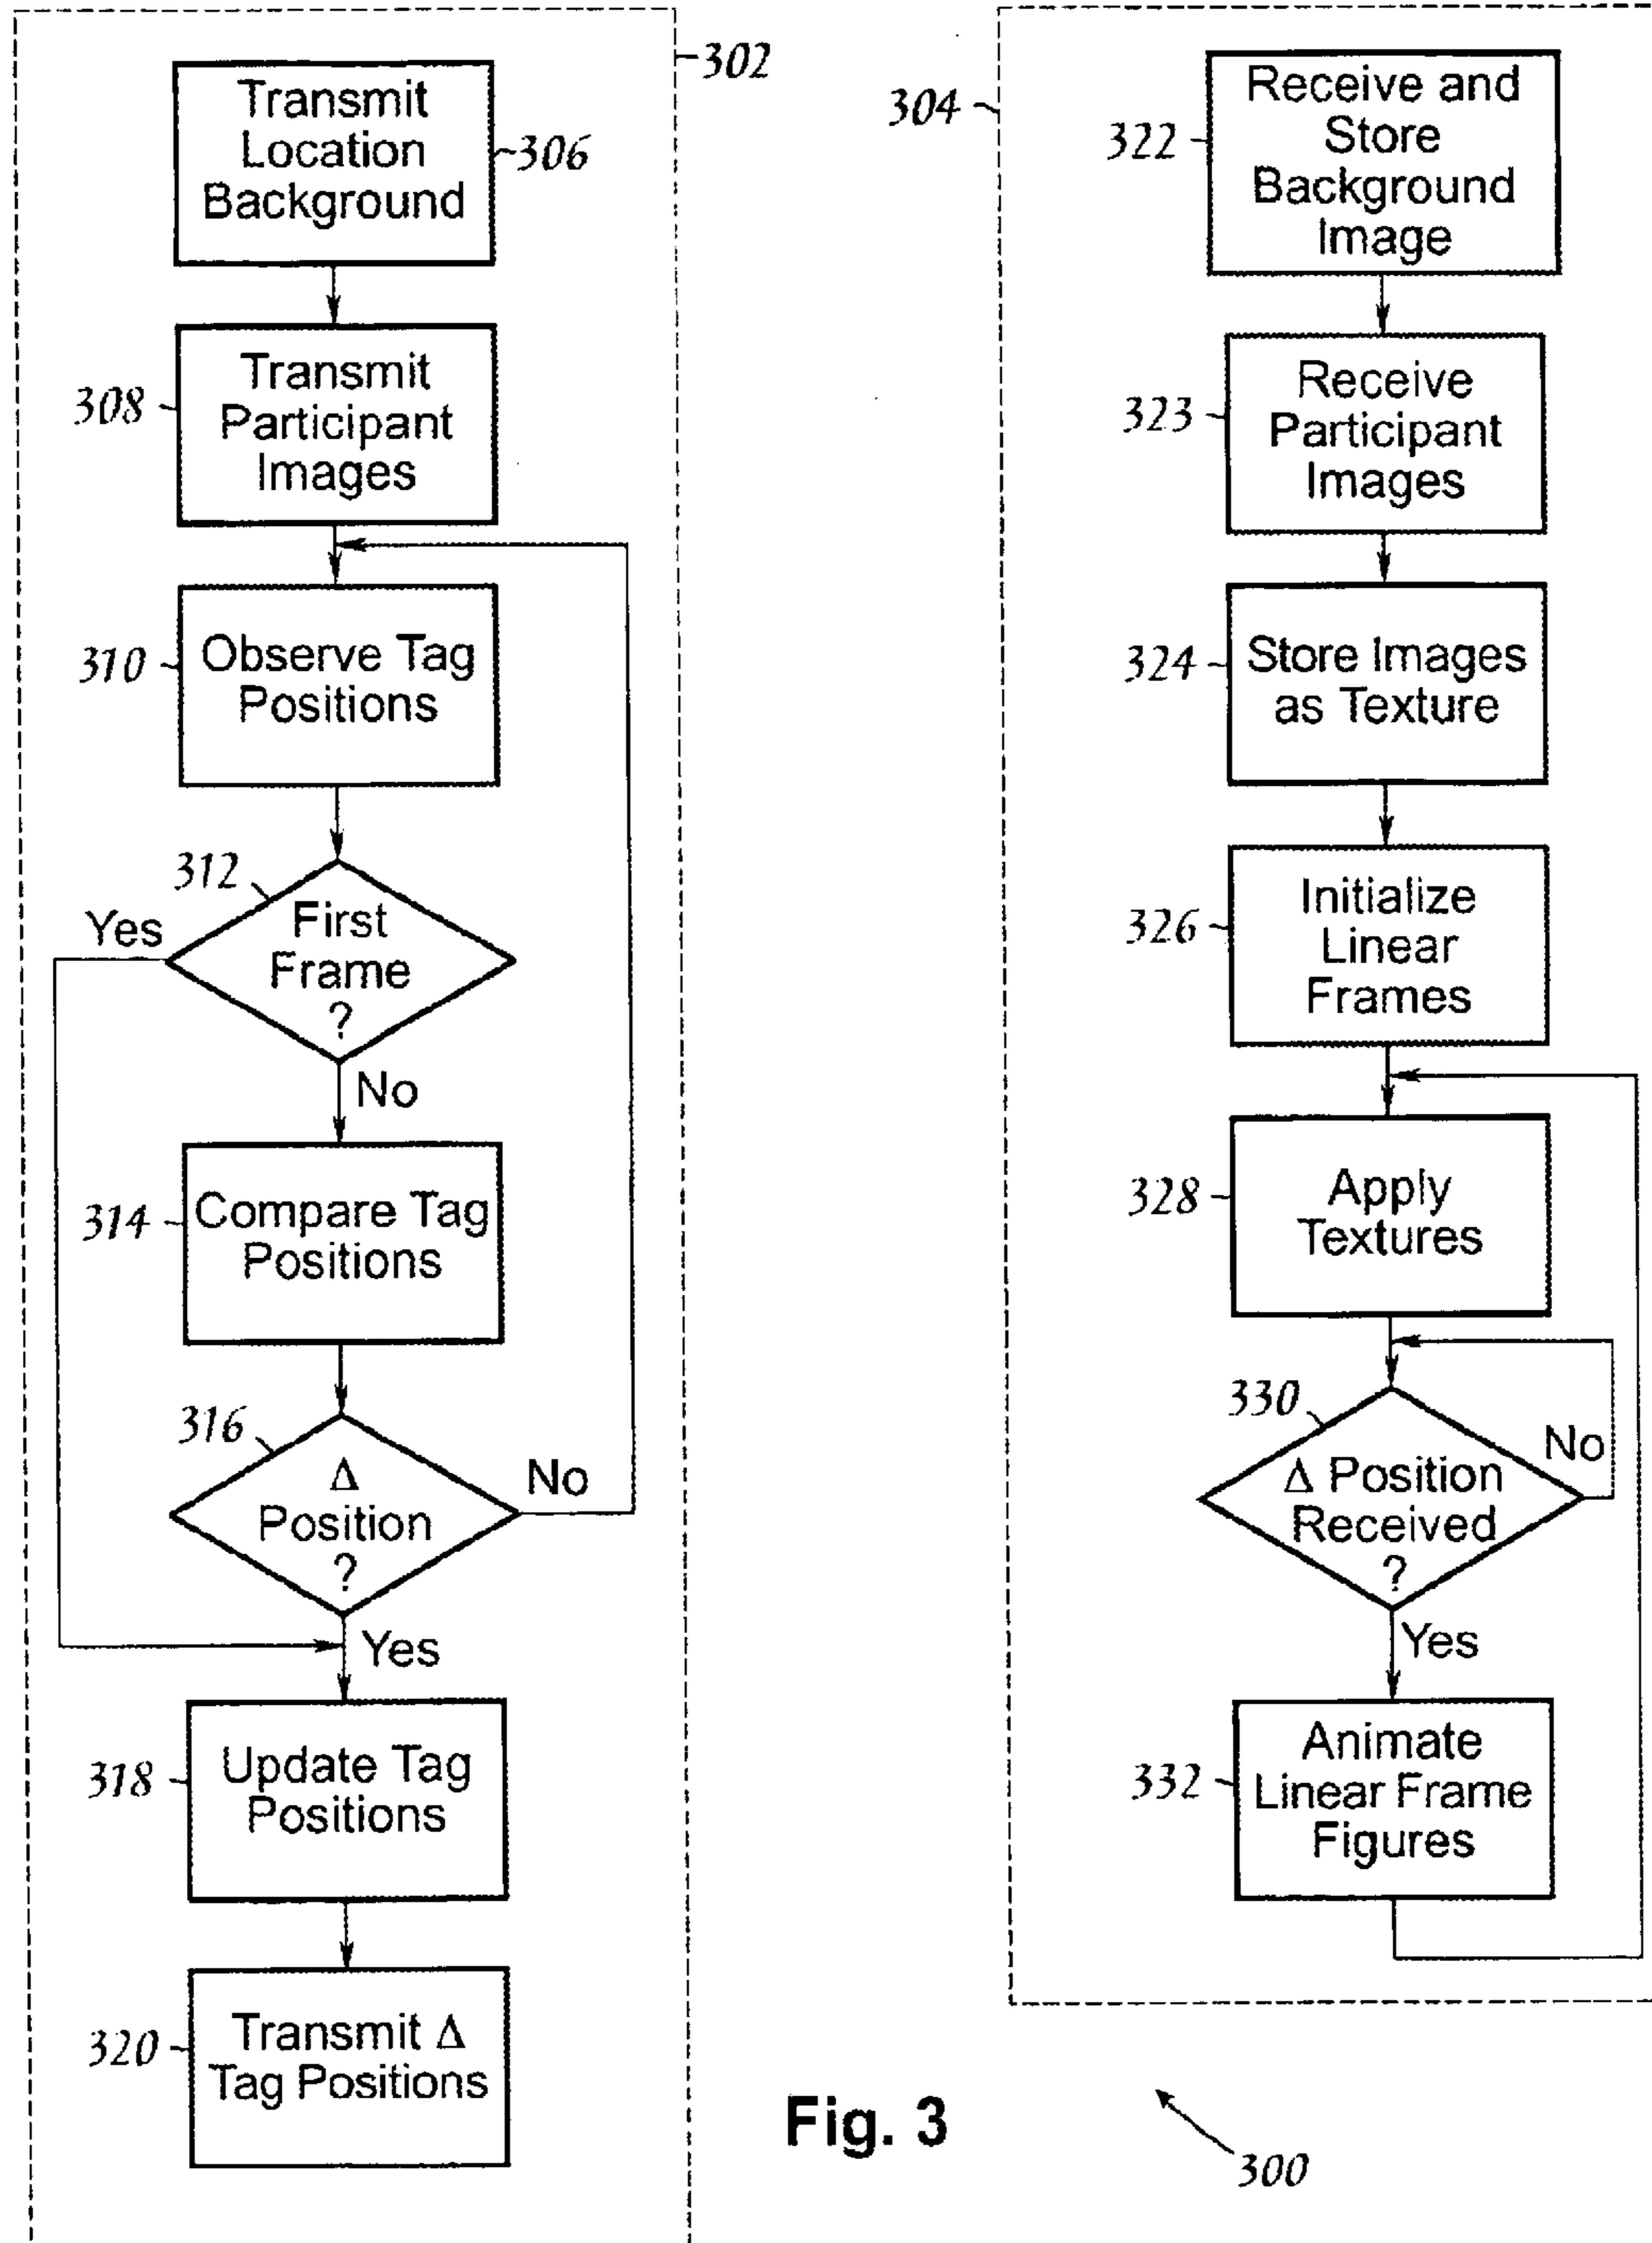 302
Transmit
Location
Background
306
308
Transmit
Participant
Images
310
Observe Tag
Positions
312
First
Frame
?
Yes
No
314
Compare Tag
Positions
316
Δ
Position
?
No
Yes
318
Update Tag
Positions
320
Transmit Δ
Tag Positions
304
322
Receive and
Store
Background
Image
323
Receive
Participant
Images
324
Store Images
as Texture
326
Initialize
Linear
Frames
328
Apply
Textures
330
Δ Position
Received
?
No
Yes
332
Animate
Linear Frame
Figures
Fig. 3
300